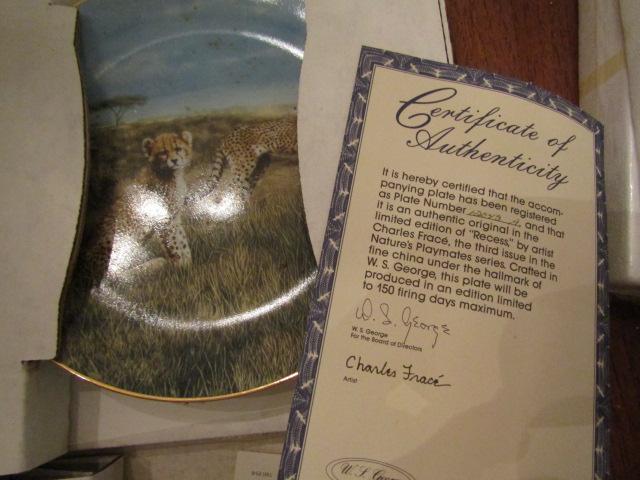 Certificate of
Authenticity
It is hereby certified that the accom-
panying plate has been registered
as Plate Number , and that
it is an authentic original in the
limited edition of "Recess," by artist
Charles Fracé, the third issue in the
Nature's Playmates series. Crafted in
fine china under the hallmark of
W. S. George, this plate will be
produced in an edition limited
to 150 firing days maximum.
W. S. George
W. S. George
For the Board of Directors
Charles Fracé
Artist